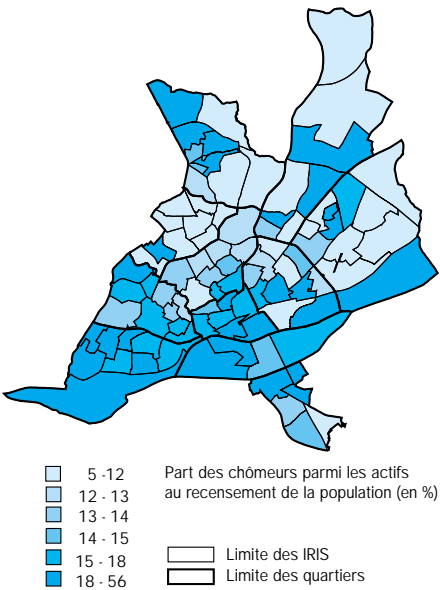 5 -12
12 - 13
13 - 14
14 - 15
15 - 18
18 - 56
Part des chômeurs parmi les actifs
au recensement de la population (en %)
Limite des IRIS
Limite des quartiers